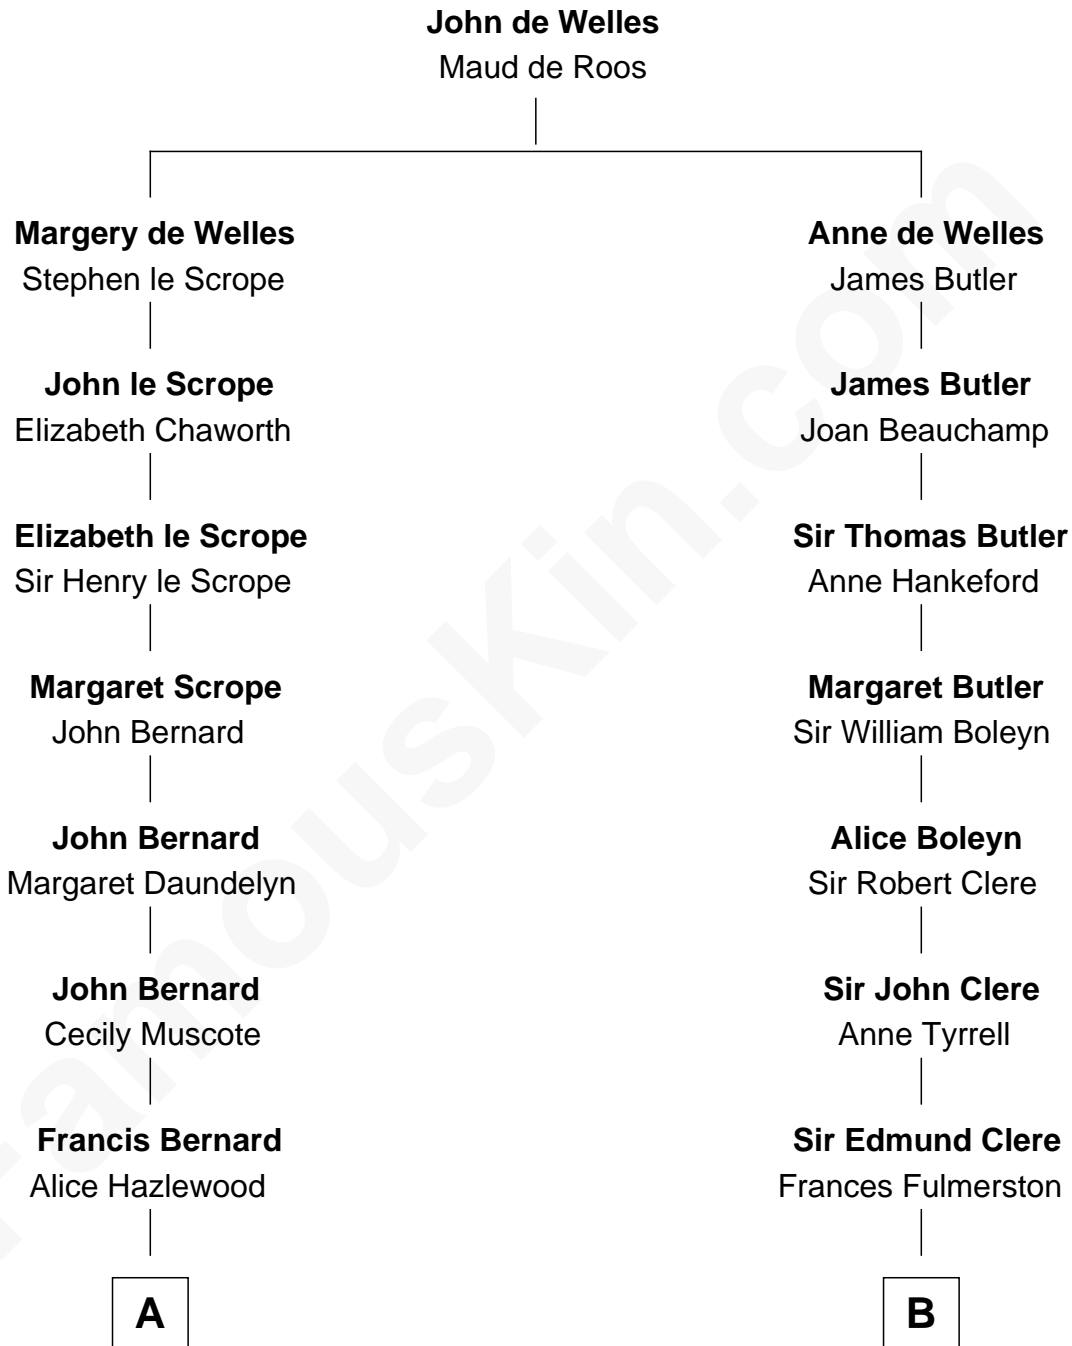 John de Welles
Maud de Roos
Margery de Welles
Stephen le Scrope
Anne de Welles
James Butler
John le Scrope
Elizabeth Chaworth
James Butler
Joan Beauchamp
Elizabeth le Scrope
Sir Henry le Scrope
Sir Thomas Butler
Anne Hankeford
Margaret Scrope
John Bernard
Margaret Butler
Sir William Boleyn
John Bernard
Margaret Daundelyn
Alice Boleyn
Sir Robert Clere
John Bernard
Cecily Muscote
Sir John Clere
Anne Tyrrell
Francis Bernard
Alice Hazlewood
Sir Edmund Clere
Frances Fulmerston
A
B
FamousKin.com